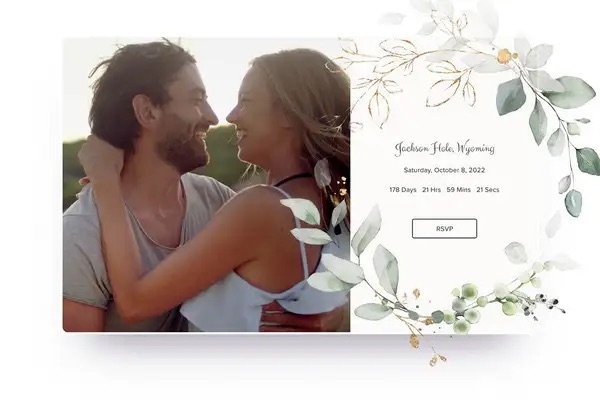 Jackson Hole, Wyoming
Saturday, October 8, 2022
178 Days 21 Hrs 59 Mins 21 Secs
RSVP